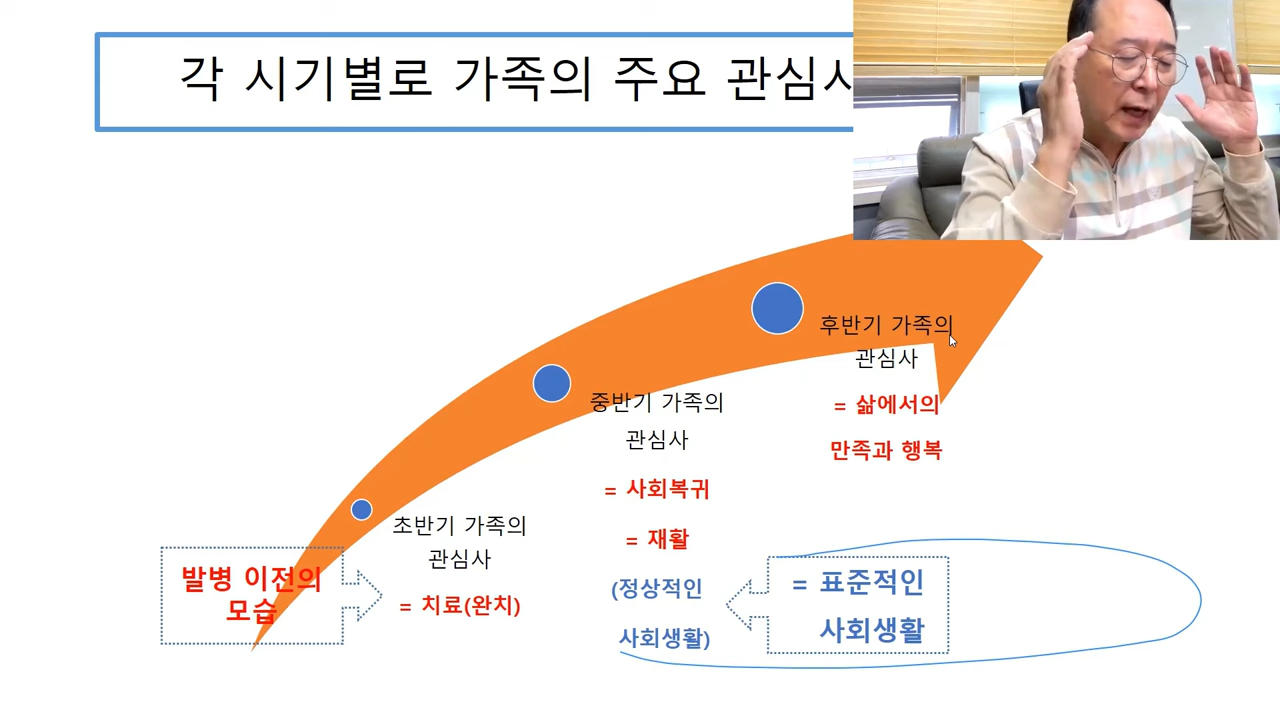 각 시기별로 가족의 주요 관심사
후반기 가족의
관심사
= 삶에서의
만족과 행복
중반기 가족의
관심사
= 사회복귀
= 재활
(정상적인
사회생활)
초반기 가족의
관심사
= 치료(완치)
발병 이전의
모습
= 표준적인
사회생활